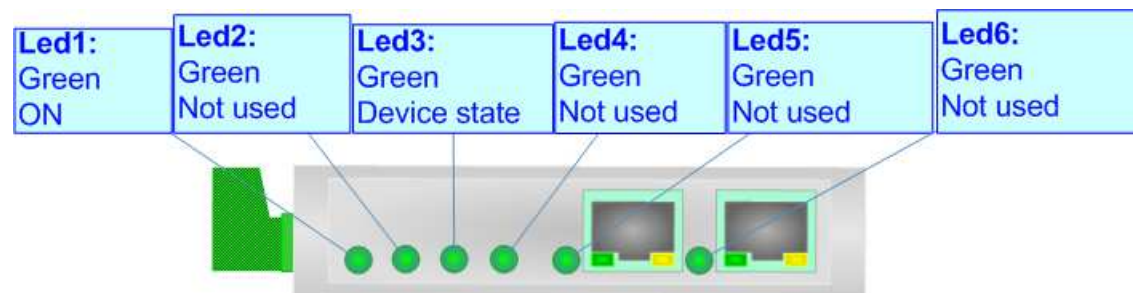 Led1:
Green
ON
Led2:
Green
Not used
Led3:
Green
Device state
Led4:
Green
Not used
Led5:
Green
Not used
Led6:
Green
Not used